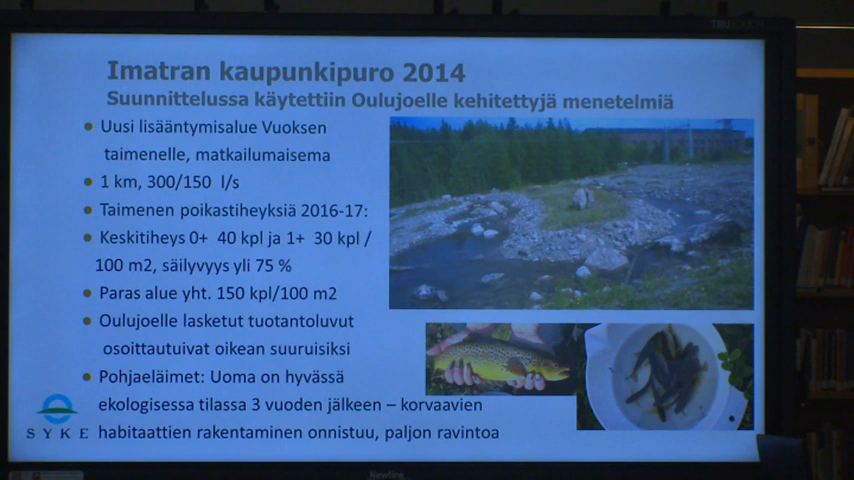 TRUTOUCH
Imatran kaupunkipuro 2014
Suunnittelussa käytettiin Oulujoelle kehitettyjä menetelmiä
● Uusi lisääntymisalue Vuoksen
taimenelle, matkailumaisema
● 1 km, 300/150 l/s
● Taimenen poikastiheyksiä 2016-17:
● Keskitiheys 0+ 40 kpl ja 1+ 30 kpl /
100 m2, säilyvyys yli 75 %
● Paras alue yht. 150 kpl/100 m2
● Oulujoelle lasketut tuotantoluvut
osoittautuivat oikean suuruisiksi
● Pohjaeläimet: Uoma on hyvässä
ekologisessa tilassa 3 vuoden jälkeen – korvaavien
habitaattien rakentaminen onnistuu, paljon ravintoa
SYKE
Newline